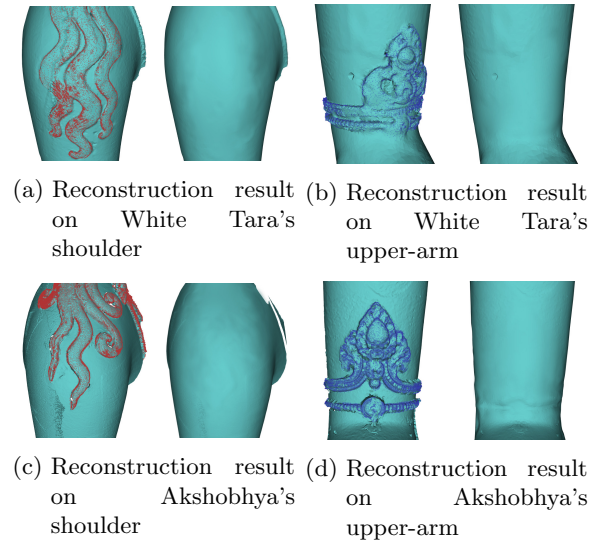 (a) Reconstruction result
on White Tara's
shoulder
(b) Reconstruction result
on White Tara's
upper-arm
(c) Reconstruction result
on Akshobhya's
shoulder
(d) Reconstruction result
on Akshobhya's
upper-arm